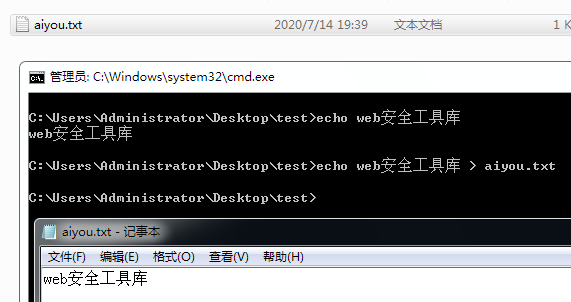 aiyou.txt 2020/7/14 19:39 文本文档 1 K
管理员: C:\Windows\system32\cmd.exe
C:\Users\Administrator\Desktop\test>echo web安全工具库
web安全工具库
C:\Users\Administrator\Desktop\test>echo web安全工具库 > aiyou.txt
C:\Users\Administrator\Desktop\test>
aiyou.txt - 记事本
文件(F) 编辑(E) 格式(O) 查看(V) 帮助(H)
web安全工具库